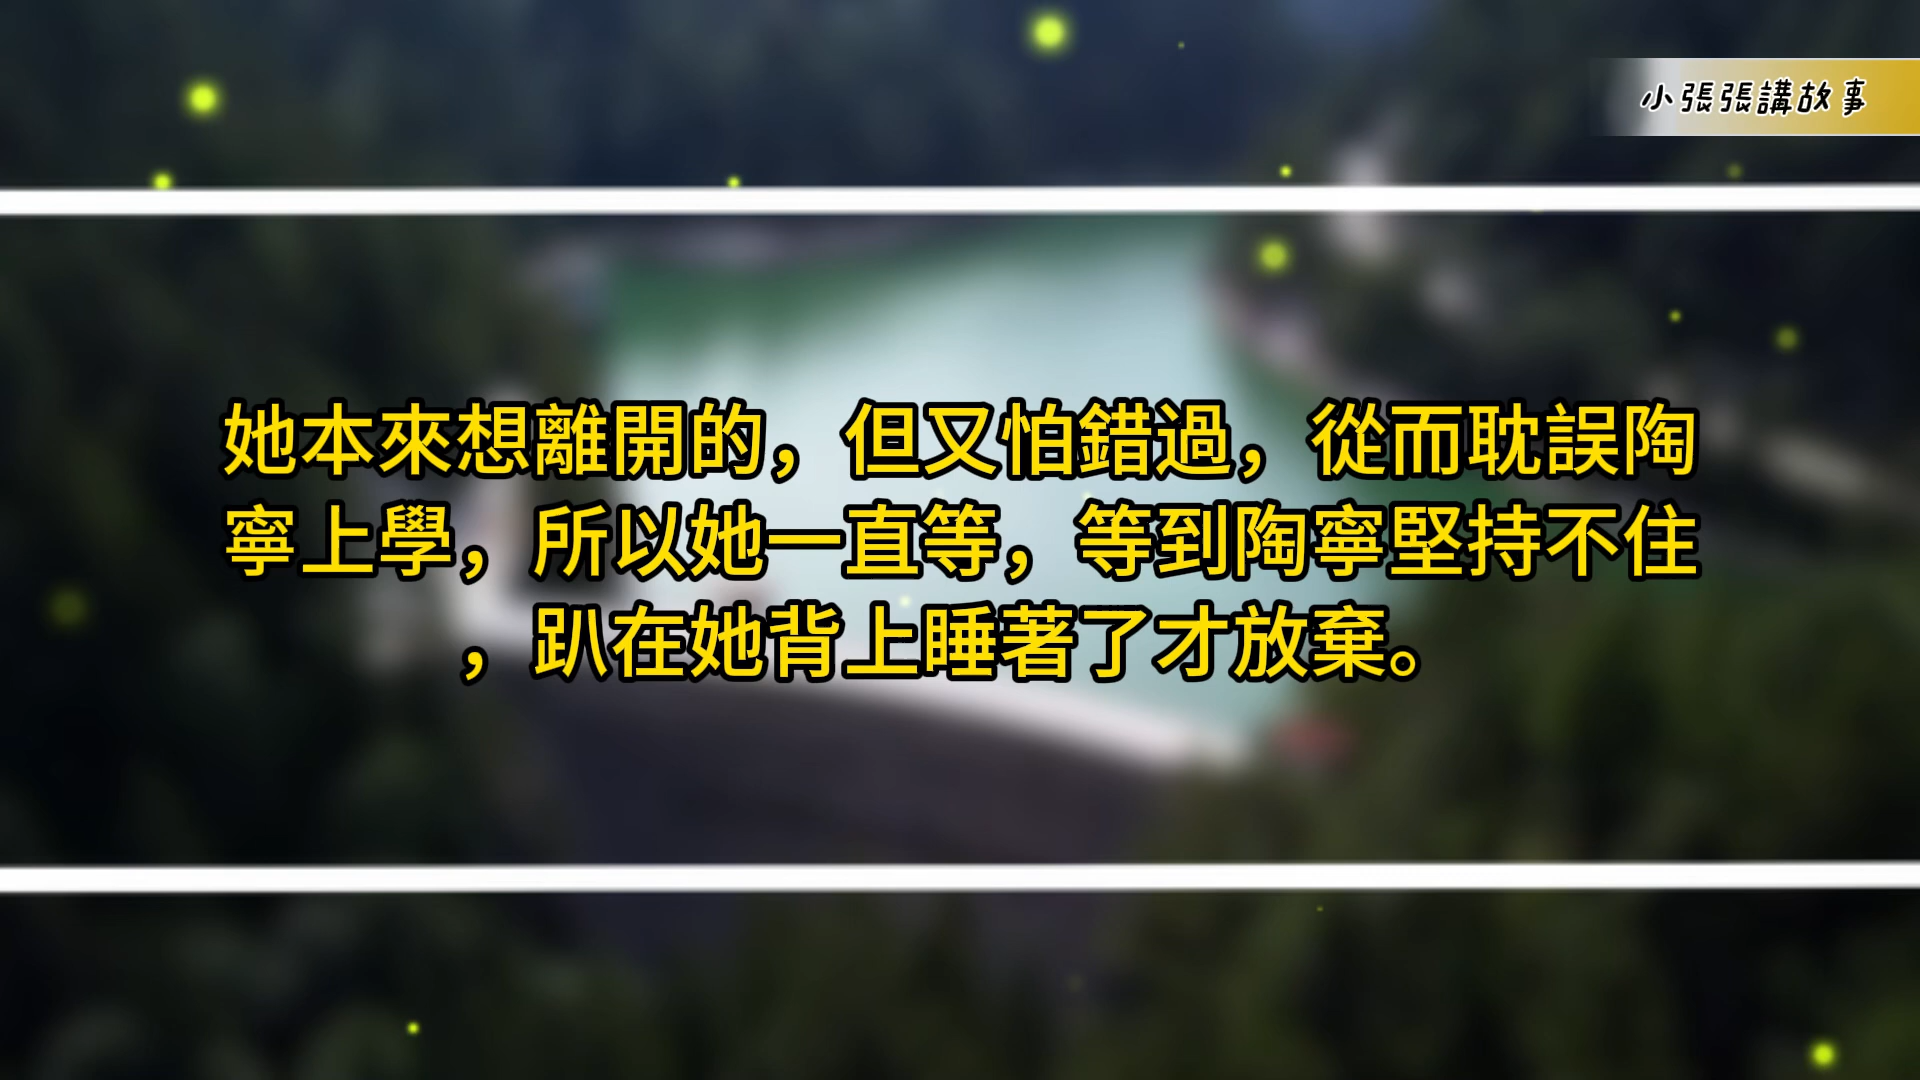 小張張講故事
她本來想離開的，但又怕錯過，從而耽誤陶
寧上學，所以她一直等，等到陶寧堅持不住
，趴在她背上睡著了才放棄。